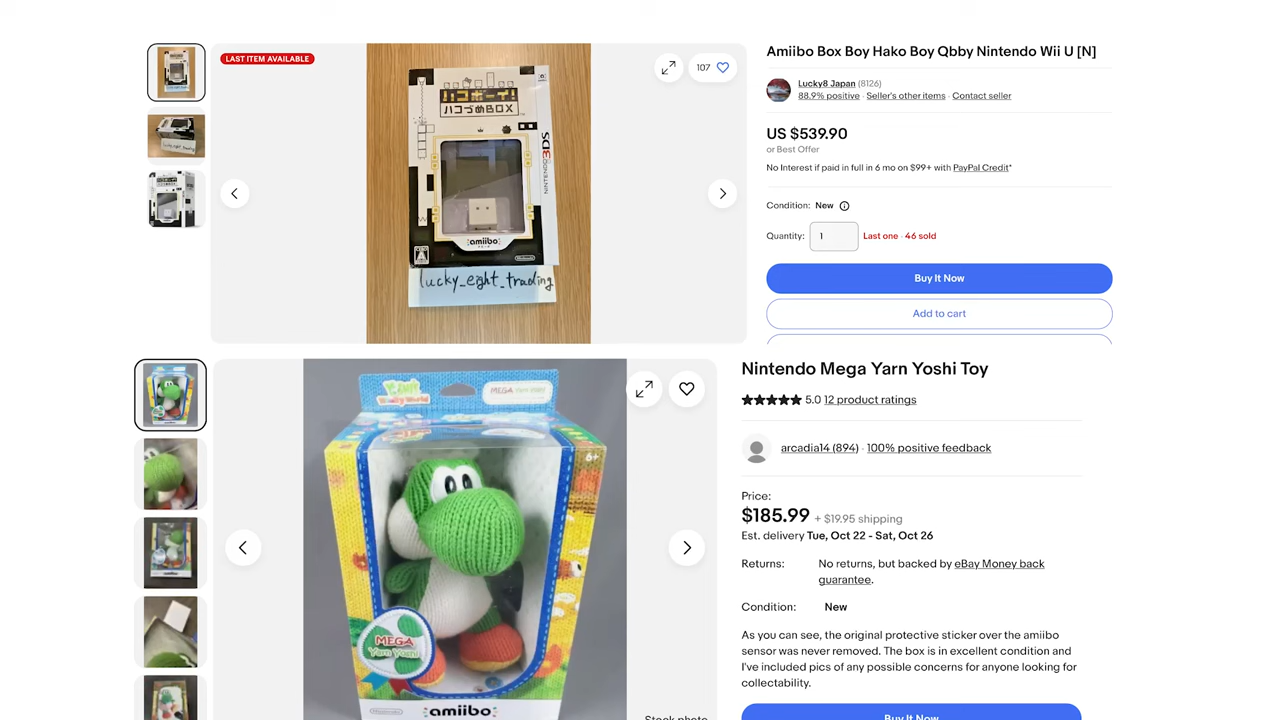 LAST ITEM AVAILABLE
107
ハコボーイ!
ハコづめBOX
NINTENDO 3DS
amiibo
Nintendo
lucky_eight_trading
Amiibo Box Boy Hako Boy Qbby Nintendo Wii U [N]
Lucky8 Japan (8126)
88.9% positive · Seller's other items · Contact seller
US $539.90
or Best Offer
No Interest if paid in full in 6 mo on $99+ with PayPal Credit*
Condition: New
Quantity: 1 Last one · 46 sold
Buy It Now
Add to cart
MEGA Yarn Yoshi
6+
MEGA
Yarn Yoshi
Nintendo
amiibo
Stock photo
Nintendo Mega Yarn Yoshi Toy
5.0 12 product ratings
arcadia14 (894) · 100% positive feedback
Price:
$185.99 + $19.95 shipping
Est. delivery Tue, Oct 22 - Sat, Oct 26
Returns: No returns, but backed by eBay Money back
guarantee.
Condition: New
As you can see, the original protective sticker over the amiibo
sensor was never removed. The box is in excellent condition and
I've included pics of any possible concerns for anyone looking for
collectability.
Buy It Now